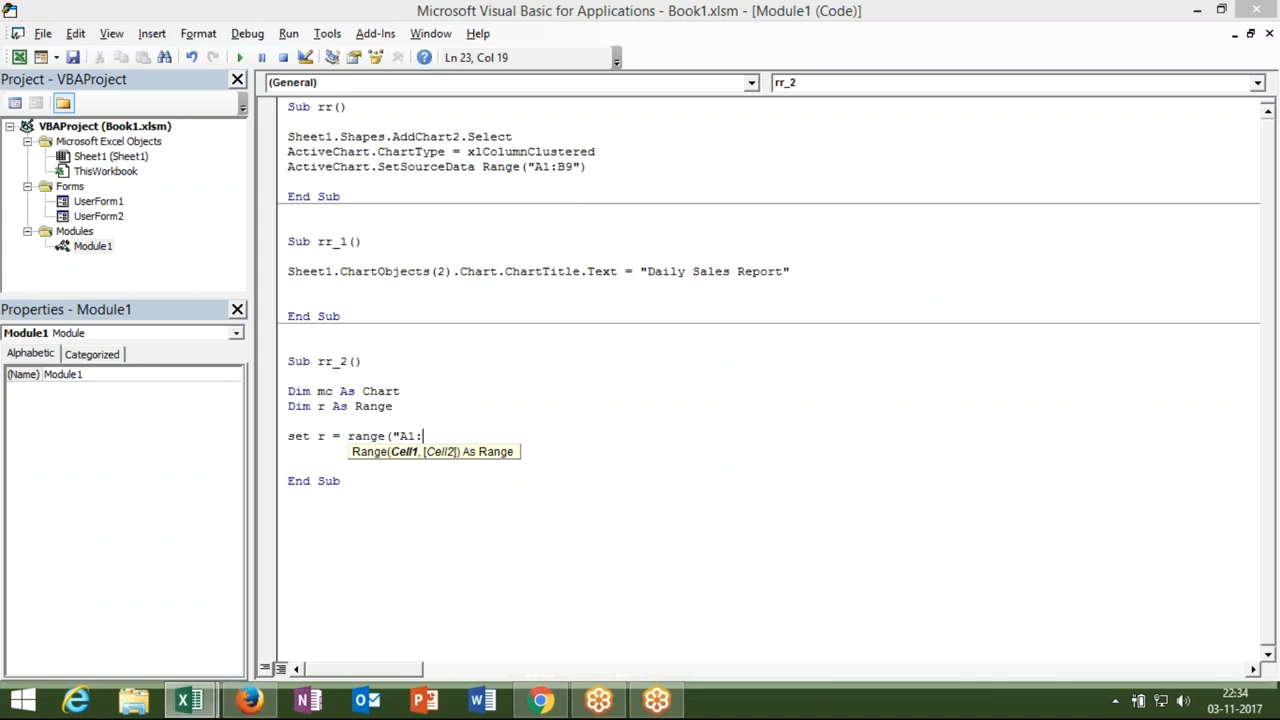 Microsoft Visual Basic for Applications - Book1.xlsm - [Module1 (Code)]
File Edit View Insert Format Debug Run Tools Add-Ins Window Help
Ln 23, Col 19
Project - VBAProject
(General)
rr_2
VBAProject (Book1.xlsm)
Microsoft Excel Objects
Sheet1 (Sheet1)
ThisWorkbook
Forms
UserForm1
UserForm2
Modules
Module1
Properties - Module1
Module1 Module
Alphabetic Categorized
(Name) Module1
Sub rr()
Sheet1.Shapes.AddChart2.Select
ActiveChart.ChartType = xlColumnClustered
ActiveChart.SetSourceData Range("A1:B9")
End Sub
Sub rr_1()
Sheet1.ChartObjects(2).Chart.ChartTitle.Text = "Daily Sales Report"
End Sub
Sub rr_2()
Dim mc As Chart
Dim r As Range
set r = range("A1:
Range(Cell1, [Cell2]) As Range
End Sub
22:34
03-11-2017